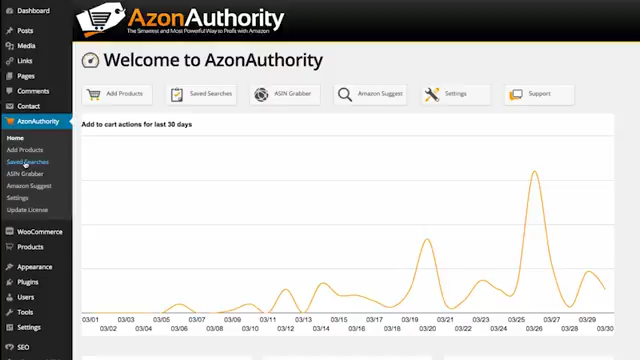 Dashboard
Posts
Media
Links
Pages
Comments
Contact
AzonAuthority
Home
Add Products
Saved Searches
ASIN Grabber
Amazon Suggest
Settings
Update License
WooCommerce
Products
Appearance
Plugins
Users
Tools
Settings
SEO
AzonAuthority
The Smartest and Most Powerful Way to Profits with Amazon
Welcome to AzonAuthority
Add Products
Saved Searches
ASIN Grabber
Amazon Suggest
Settings
Support
Add to cart actions for last 30 days
03/01 03/03 03/05 03/07 03/09 03/11 03/13 03/15 03/17 03/19 03/21 03/23 03/25 03/27 03/29
03/02 03/04 03/06 03/08 03/10 03/12 03/14 03/16 03/18 03/20 03/22 03/24 03/26 03/28 03/30